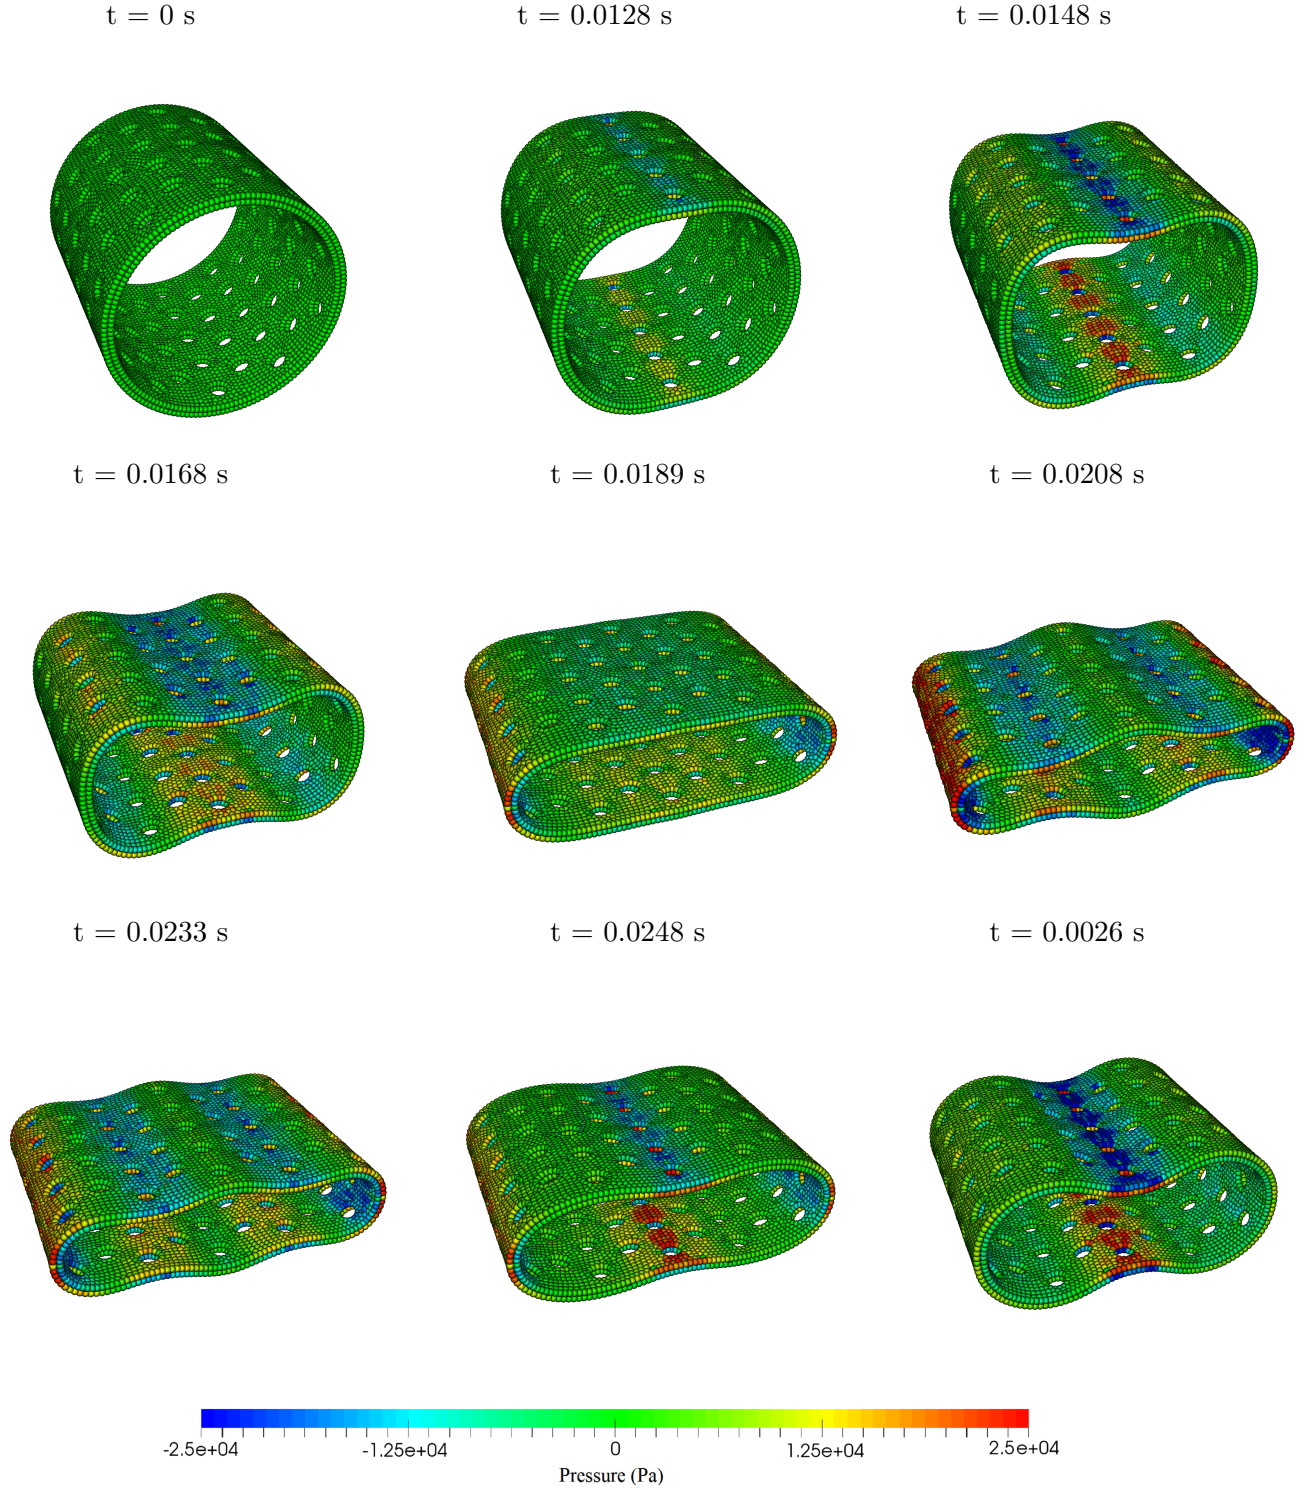 t = 0 s t = 0.0128 s t = 0.0148 s
t = 0.0168 s t = 0.0189 s t = 0.0208 s
t = 0.0233 s t = 0.0248 s t = 0.0026 s
-2.5e+04 -1.25e+04 0 1.25e+04 2.5e+04
Pressure (Pa)